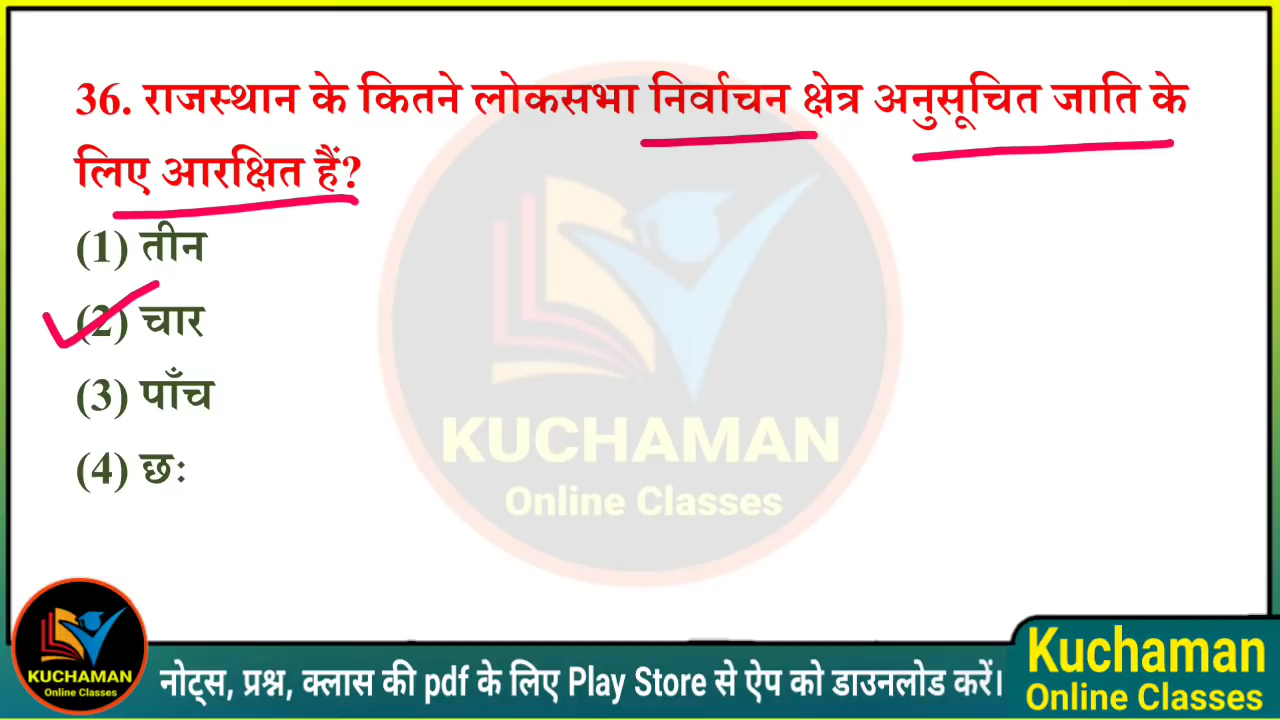 36. राजस्थान के कितने लोकसभा निर्वाचन क्षेत्र अनुसूचित जाति के
लिए आरक्षित हैं?
(1) तीन
(2) चार
(3) पाँच
(4) छः
KUCHAMAN
Online Classes
KUCHAMAN
Online Classes
नोट्स, प्रश्न, क्लास की pdf के लिए Play Store से ऐप को डाउनलोड करें।
Kuchaman
Online Classes